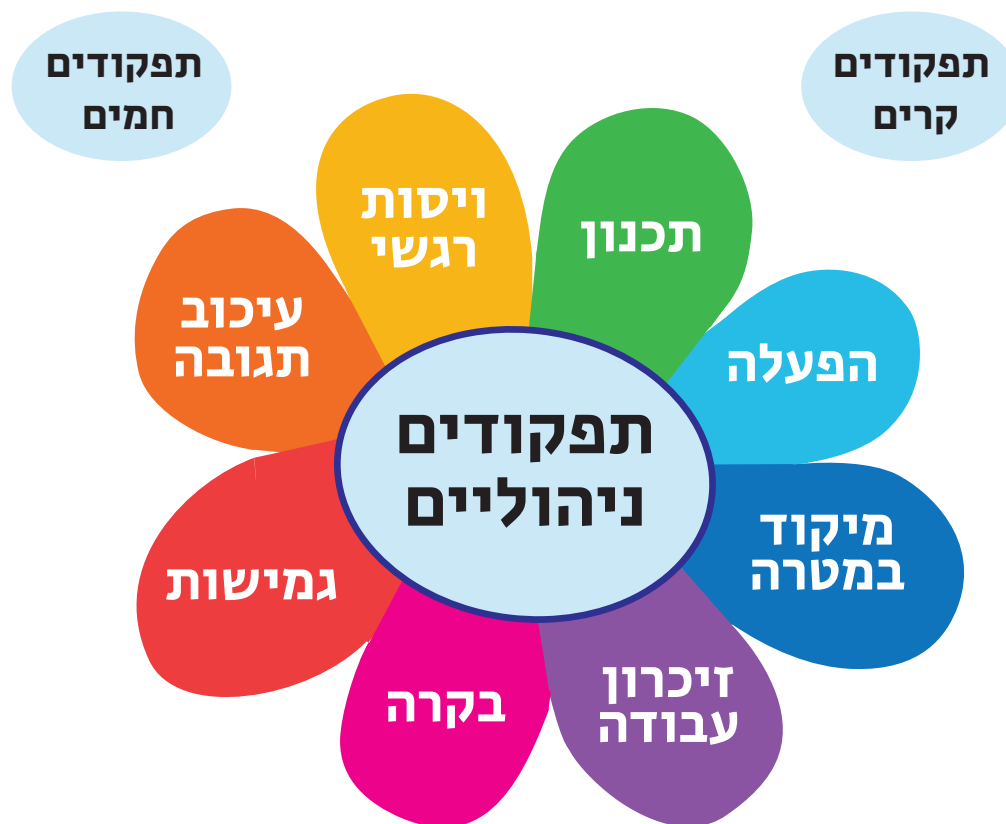 תפקודים
קרים
תפקודים
חמים
תפקודים
ניהוליים
תכנון
הפעלה
מיקוד
במטרה
זיכרון
עבודה
בקרה
גמישות
עיכוב
תגובה
ויסות
רגשי